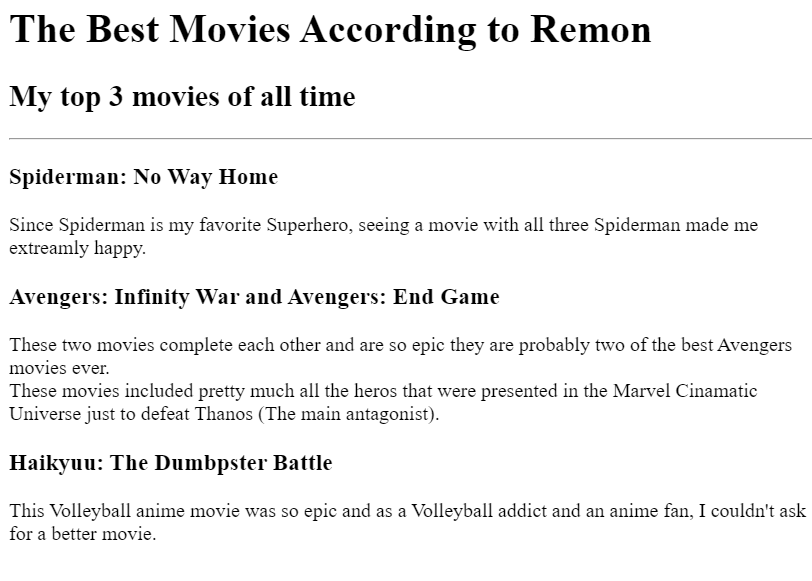 The Best Movies According to Remon
My top 3 movies of all time
Spiderman: No Way Home
Since Spiderman is my favorite Superhero, seeing a movie with all three Spiderman made me
extreamly happy.
Avengers: Infinity War and Avengers: End Game
These two movies complete each other and are so epic they are probably two of the best Avengers
movies ever.
These movies included pretty much all the heros that were presented in the Marvel Cinamatic
Universe just to defeat Thanos (The main antagonist).
Haikyuu: The Dumbpster Battle
This Volleyball anime movie was so epic and as a Volleyball addict and an anime fan, I couldn't ask
for a better movie.